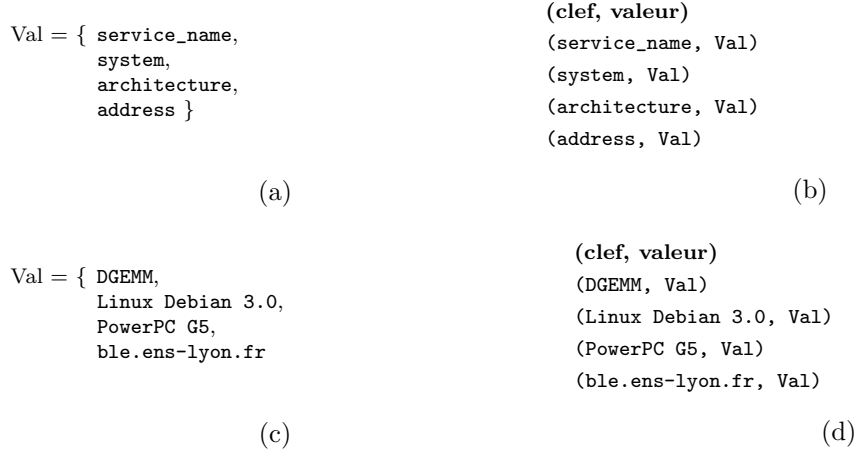 Val = { service_name,
system,
architecture,
address }
(a)
(clef, valeur)
(service_name, Val)
(system, Val)
(architecture, Val)
(address, Val)
(b)
Val = { DGEMM,
Linux Debian 3.0,
PowerPC G5,
ble.ens-lyon.fr
(c)
(clef, valeur)
(DGEMM, Val)
(Linux Debian 3.0, Val)
(PowerPC G5, Val)
(ble.ens-lyon.fr, Val)
(d)